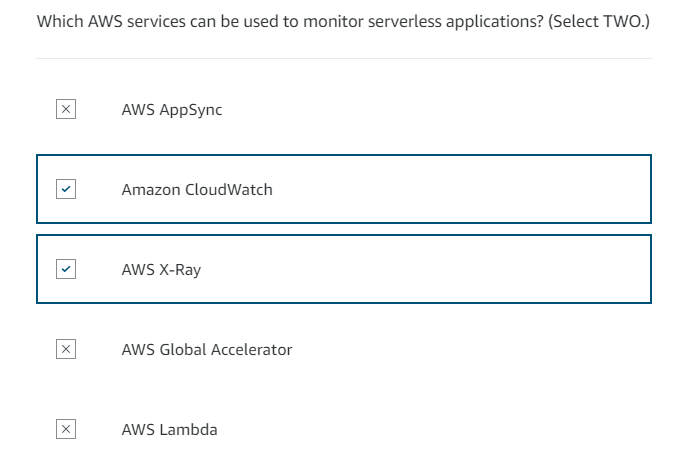 Which AWS services can be used to monitor serverless applications? (Select TWO.)
AWS AppSync
Amazon CloudWatch
AWS X-Ray
AWS Global Accelerator
AWS Lambda